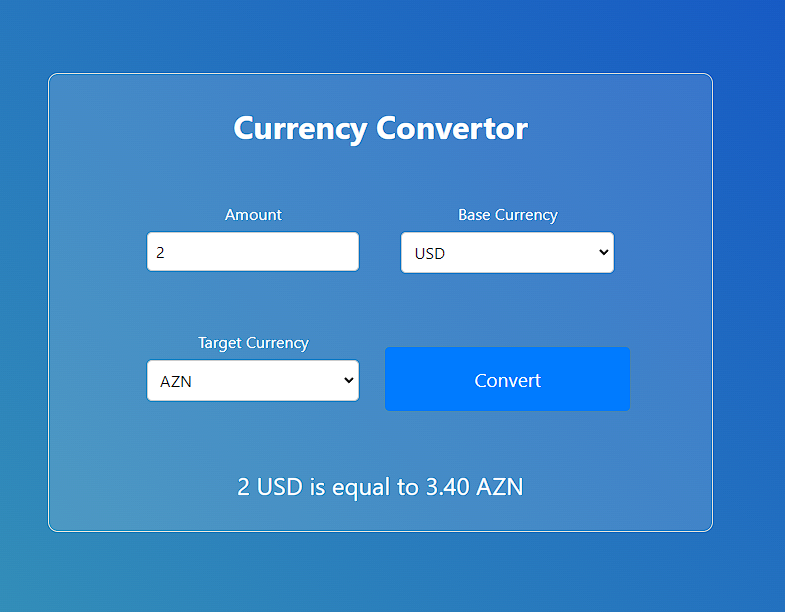 Currency Convertor
Amount
Base Currency
2
USD
Target Currency
AZN
Convert
2 USD is equal to 3.40 AZN